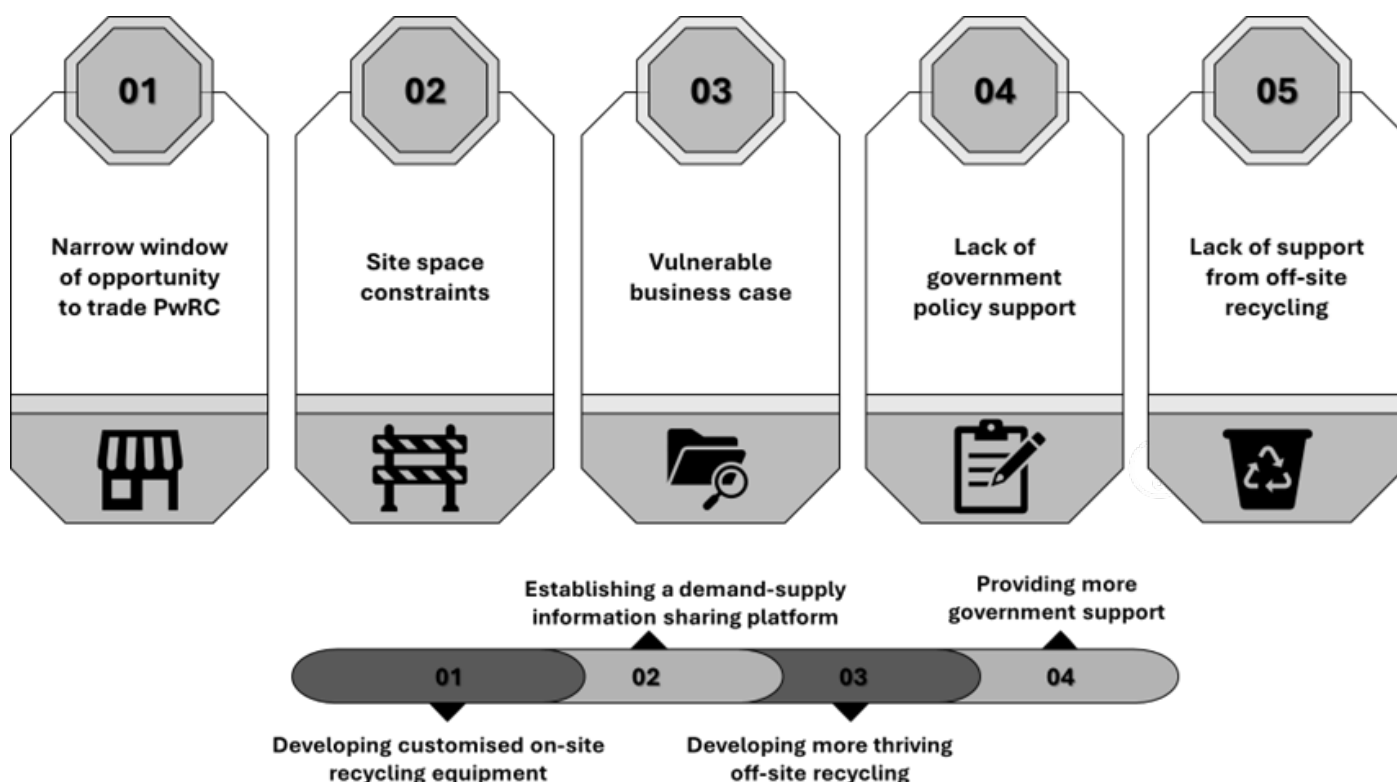 01
Narrow window
of opportunity
to trade PwRC
02
Site space
constraints
03
Vulnerable
business case
04
Lack of
government
policy support
05
Lack of support
from off-site
recycling
Establishing a demand-supply
information sharing platform
Providing more
government support
01
02
03
04
Developing customised on-site
recycling equipment
Developing more thriving
off-site recycling